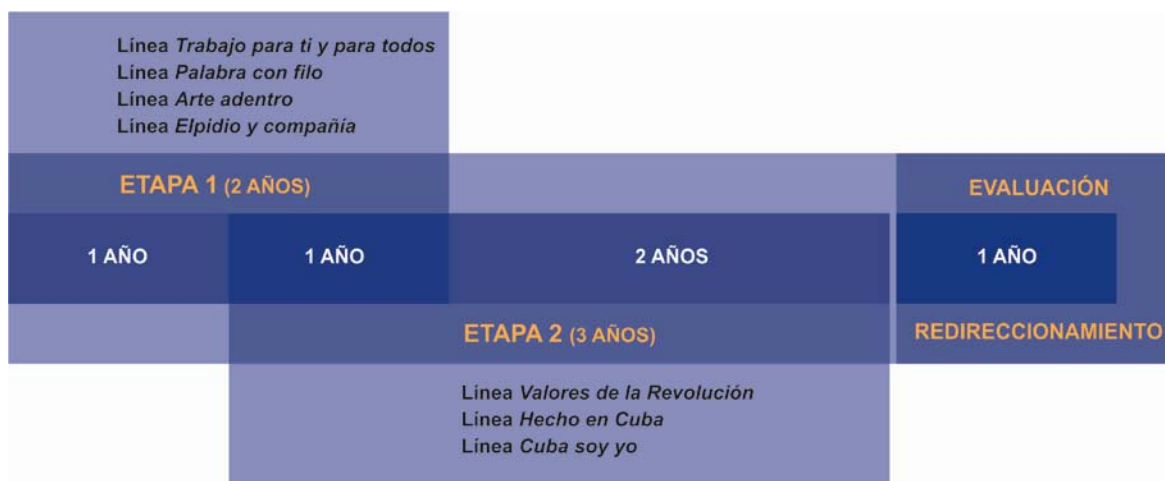 Línea Trabajo para ti y para todos
Línea Palabra con filo
Línea Arte adentro
Línea Elpidio y compañía
ETAPA 1 (2 AÑOS)
EVALUACIÓN
1 AÑO
1 AÑO
2 AÑOS
1 AÑO
ETAPA 2 (3 AÑOS)
REDIRECCIONAMIENTO
Línea Valores de la Revolución
Línea Hecho en Cuba
Línea Cuba soy yo